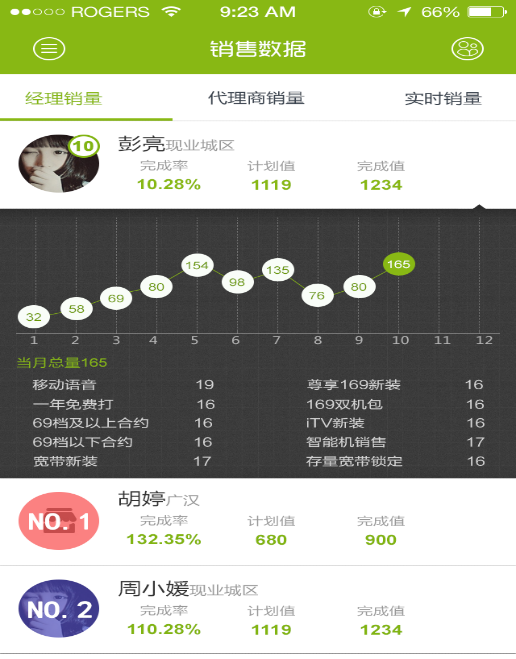 ROGERS 9:23 AM 66%
销售数据
经理销量 代理商销量 实时销量
10 彭亮现业城区
完成率 计划值 完成值
10.28% 1119 1234
32 58 69 80 154 98 135 76 80 165
1 2 3 4 5 6 7 8 9 10 11 12
当月总量165
移动语音 19 尊享169新装 16
一年免费打 16 169双机包 16
69档及以上合约 16 iTV新装 16
69档以下合约 16 智能机销售 17
宽带新装 17 存量宽带锁定 16
胡婷广汉
NO. 1 完成率 计划值 完成值
132.35% 680 900
周小媛现业城区
NO. 2 完成率 计划值 完成值
110.28% 1119 1234